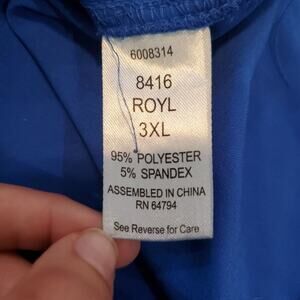 6008314
8416
ROYL
3XL
95% POLYESTER
5% SPANDEX
ASSEMBLED IN CHINA
RN 64794
See Reverse for Care